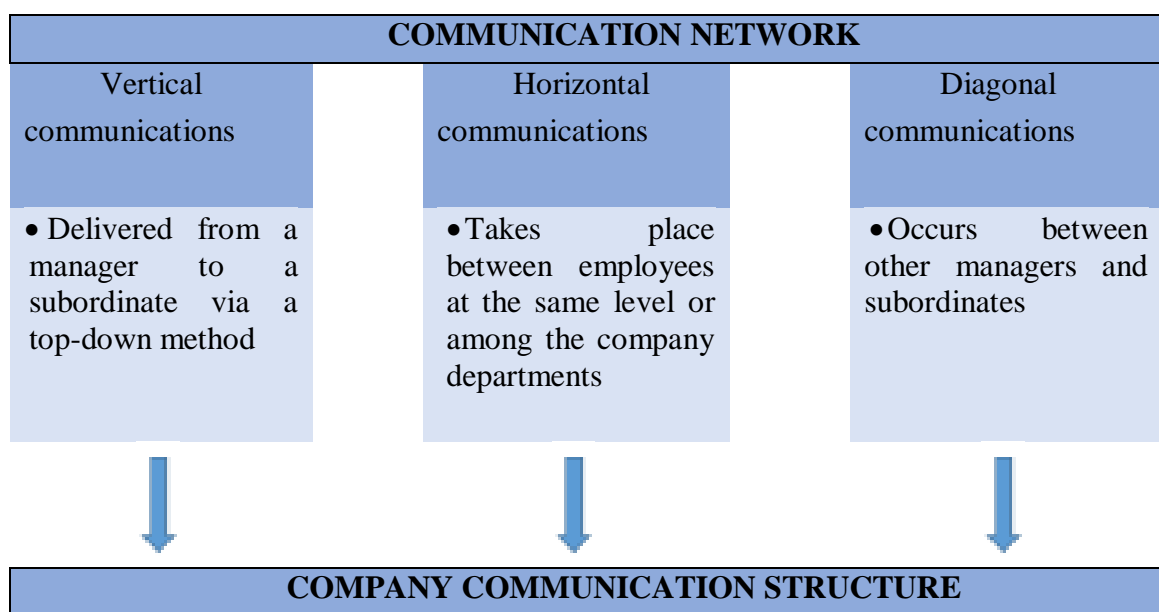 COMMUNICATION NETWORK
Vertical
communications
• Delivered from a
manager to a
subordinate via a
top-down method
Horizontal
communications
• Takes place
between employees
at the same level or
among the company
departments
Diagonal
communications
• Occurs between
other managers and
subordinates
COMPANY COMMUNICATION STRUCTURE